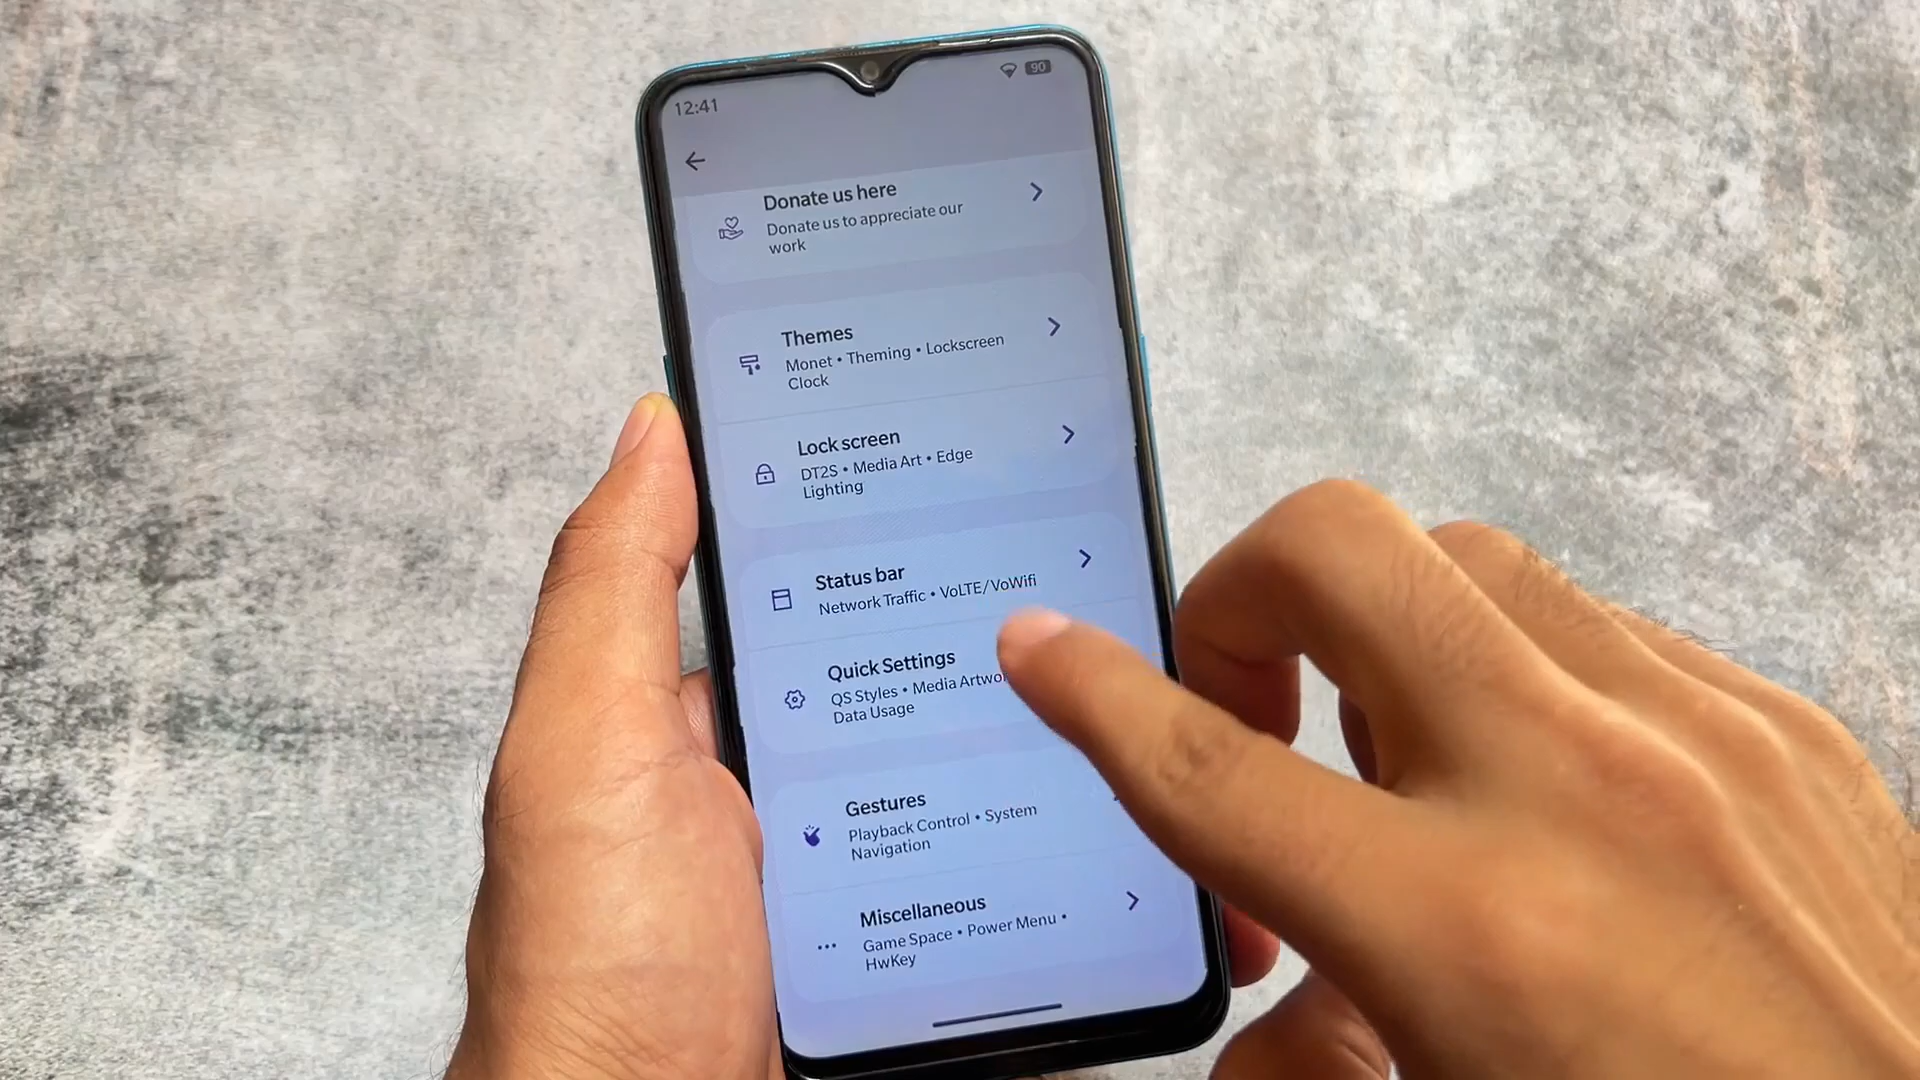 12:41
90
Donate us here
Donate us to appreciate our
work
Themes
Monet • Theming • Lockscreen
Clock
Lock screen
DT2S • Media Art • Edge
Lighting
Status bar
Network Traffic • VoLTE/VoWifi
Quick Settings
QS Styles • Media
Data Usage
Gestures
Playback Control • System
Navigation
Miscellaneous
Game Space • Power Menu •
HwKey